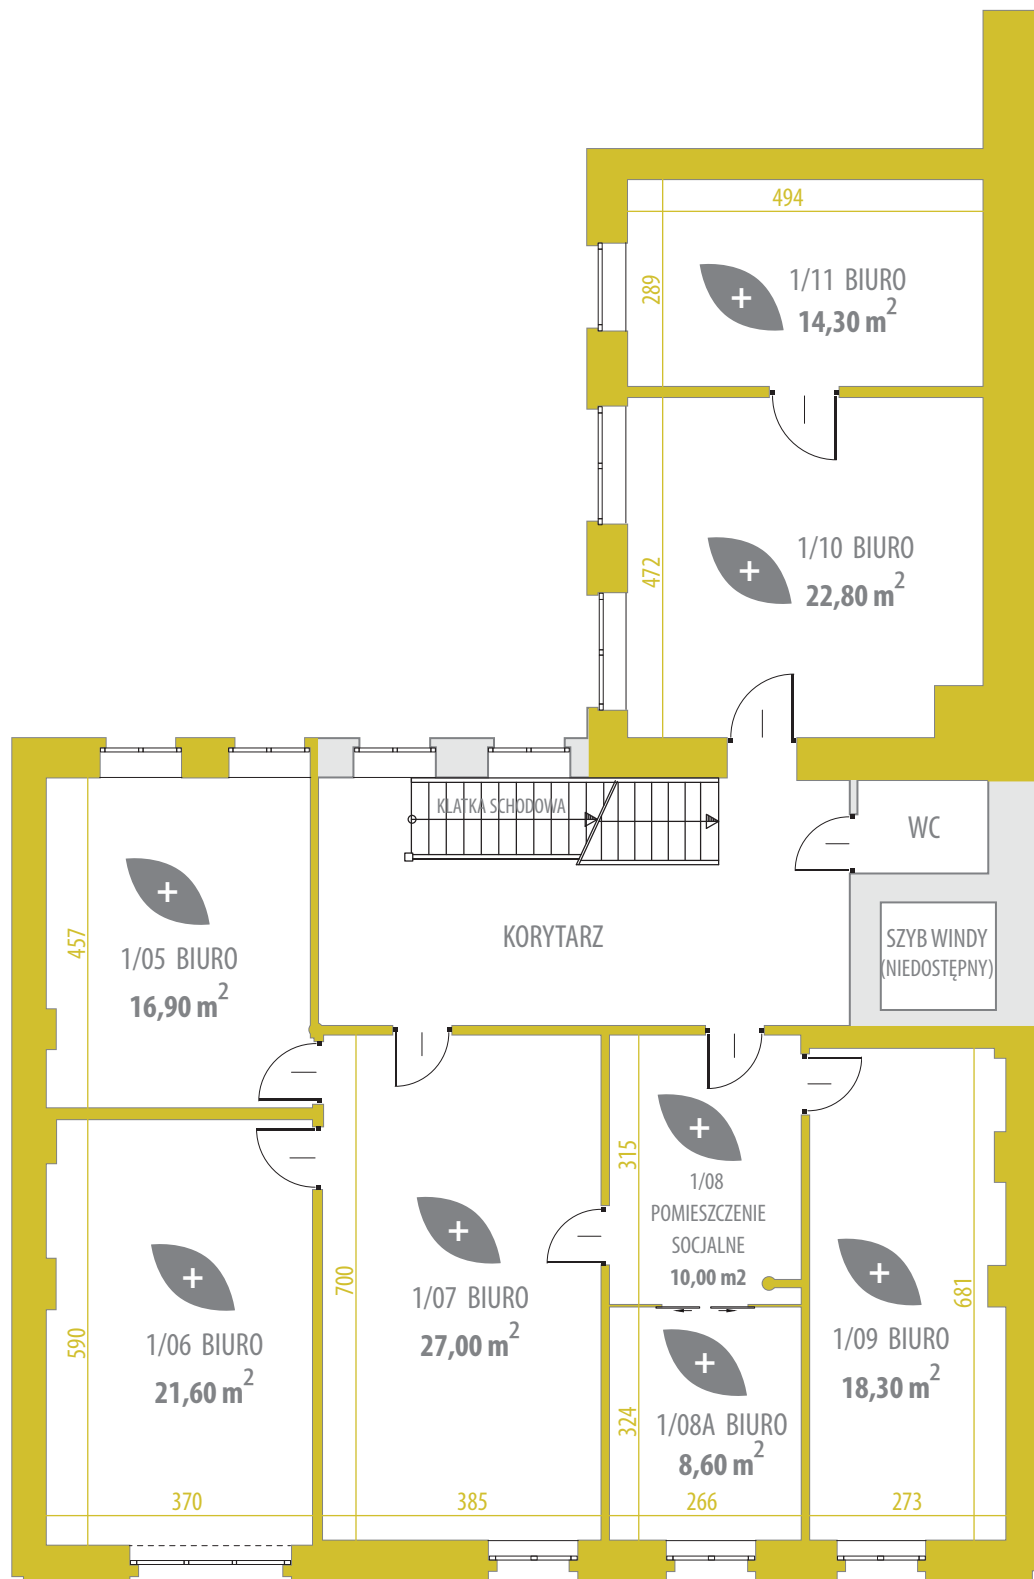 494
289
1/11 BIURO
14,30 m²
472
1/10 BIURO
22,80 m²
KLATKA SCHODOWA
WC
KORYTARZ
SZYB WINDY
(NIEDOSTĘPNY)
457
1/05 BIURO
16,90 m²
315
1/08
POMIESZCZENIE
SOCJALNE
10,00 m2
700
1/07 BIURO
27,00 m²
590
1/06 BIURO
21,60 m²
681
1/09 BIURO
18,30 m²
324
1/08A BIURO
8,60 m²
370
385
266
273